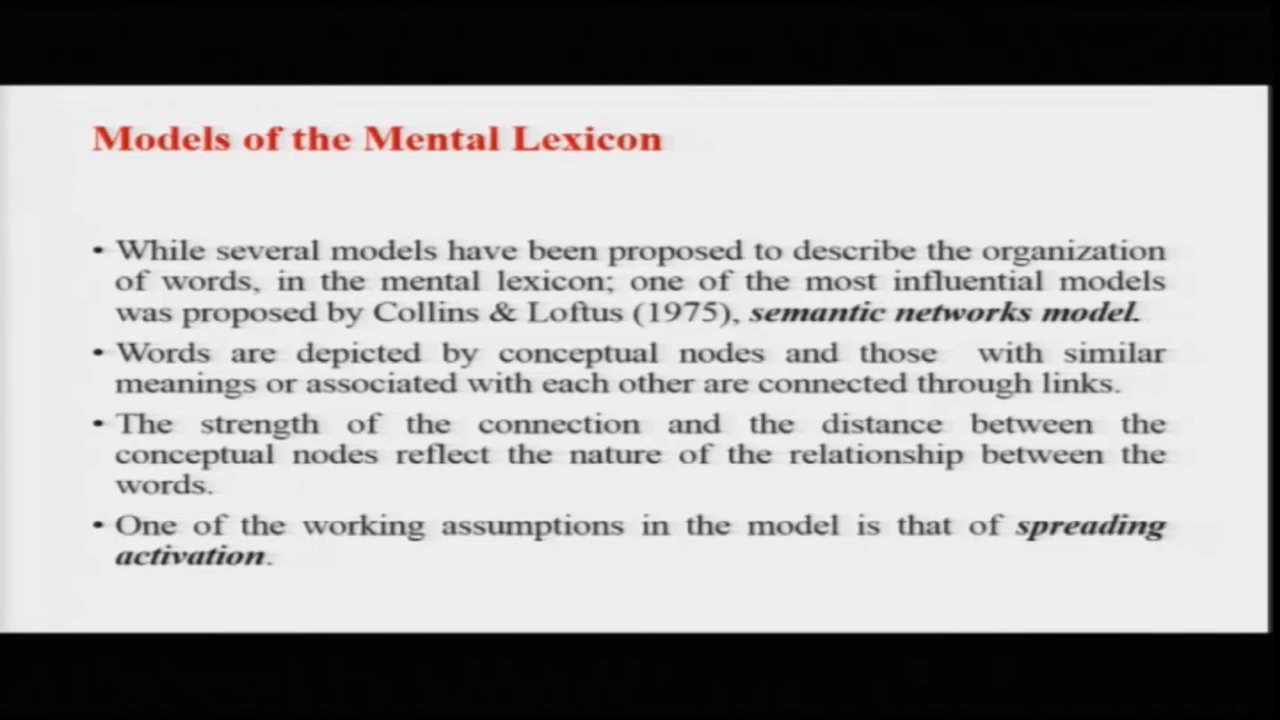 Models of the Mental Lexicon
• While several models have been proposed to describe the organization
of words, in the mental lexicon; one of the most influential models
was proposed by Collins & Loftus (1975), semantic networks model.
• Words are depicted by conceptual nodes and those with similar
meanings or associated with each other are connected through links.
• The strength of the connection and the distance between the
conceptual nodes reflect the nature of the relationship between the
words.
• One of the working assumptions in the model is that of spreading
activation.